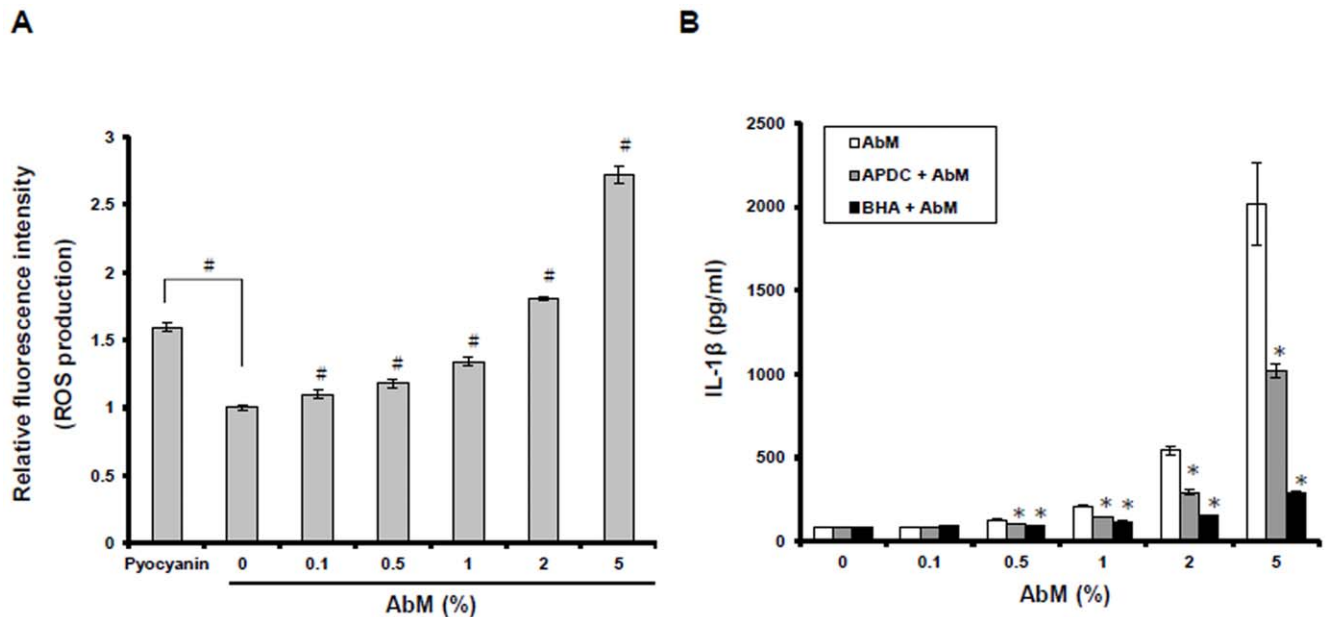 A
Relative fluorescence intensity
(ROS production)
3
2.5
2
1.5
1
0.5
0
#
#
#
#
#
#
Pyocyanin 0 0.1 0.5 1 2 5
AbM (%)
B
IL-1β (pg/ml)
2500
2000
1500
1000
500
0
AbM
APDC + AbM
BHA + AbM
* *
* *
* *
* *
0 0.1 0.5 1 2 5
AbM (%)